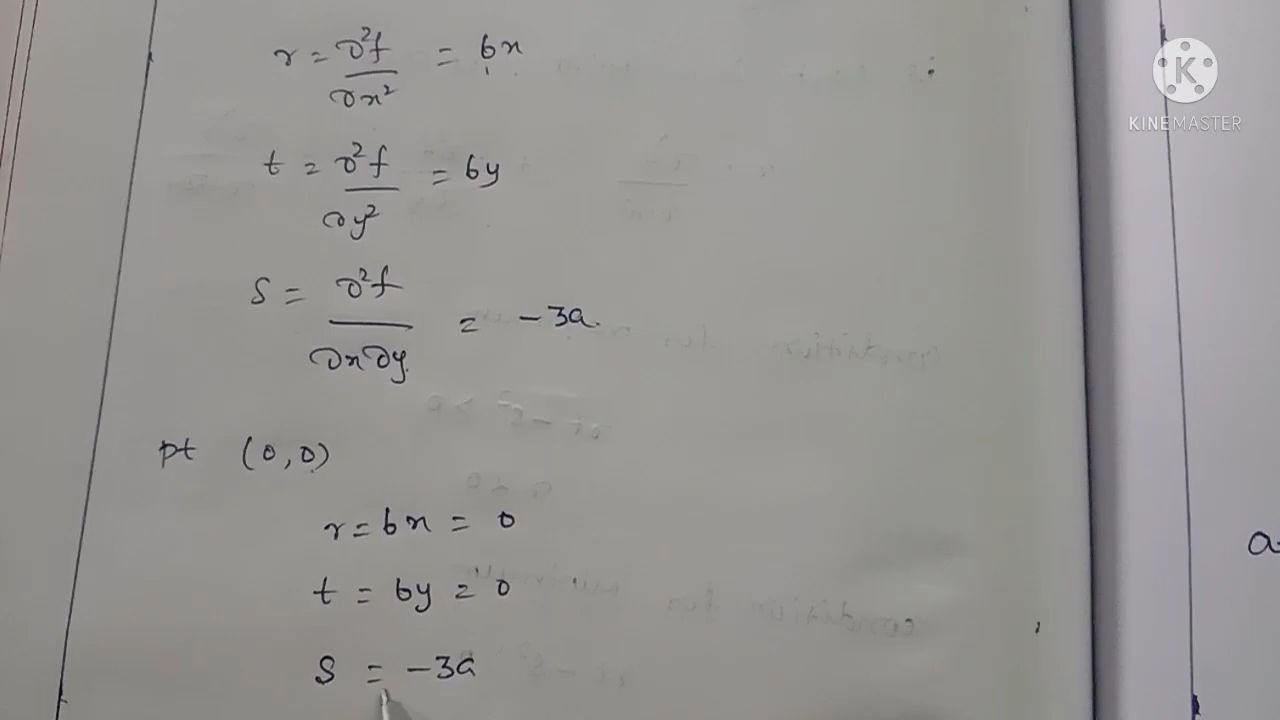 r = ∂²f/∂x² = 6x
t = ∂²f/∂y² = 6y
s = ∂²f/∂x∂y = -3a.
pt (0,0)
r = 6x = 0
t = 6y = 0
s = -3a
a
K
KINEMASTER